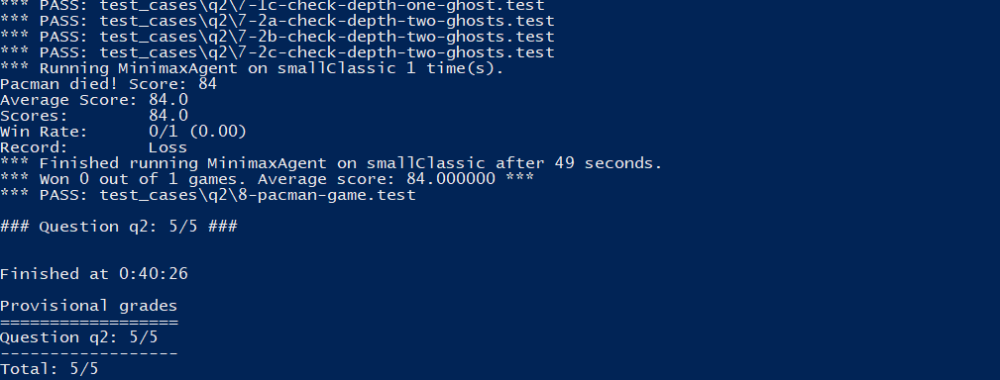 *** PASS: test_cases\q2\7-1c-check-depth-one-ghost.test
*** PASS: test_cases\q2\7-2a-check-depth-two-ghosts.test
*** PASS: test_cases\q2\7-2b-check-depth-two-ghosts.test
*** PASS: test_cases\q2\7-2c-check-depth-two-ghosts.test
*** Running MinimaxAgent on smallClassic 1 time(s).
Pacman died! Score: 84
Average Score: 84.0
Scores:        84.0
Win Rate:      0/1 (0.00)
Record:        Loss
*** Finished running MinimaxAgent on smallClassic after 49 seconds.
*** Won 0 out of 1 games. Average score: 84.000000 ***
*** PASS: test_cases\q2\8-pacman-game.test
### Question q2: 5/5 ###
Finished at 0:40:26
Provisional grades
==================
Question q2: 5/5
------------------
Total: 5/5